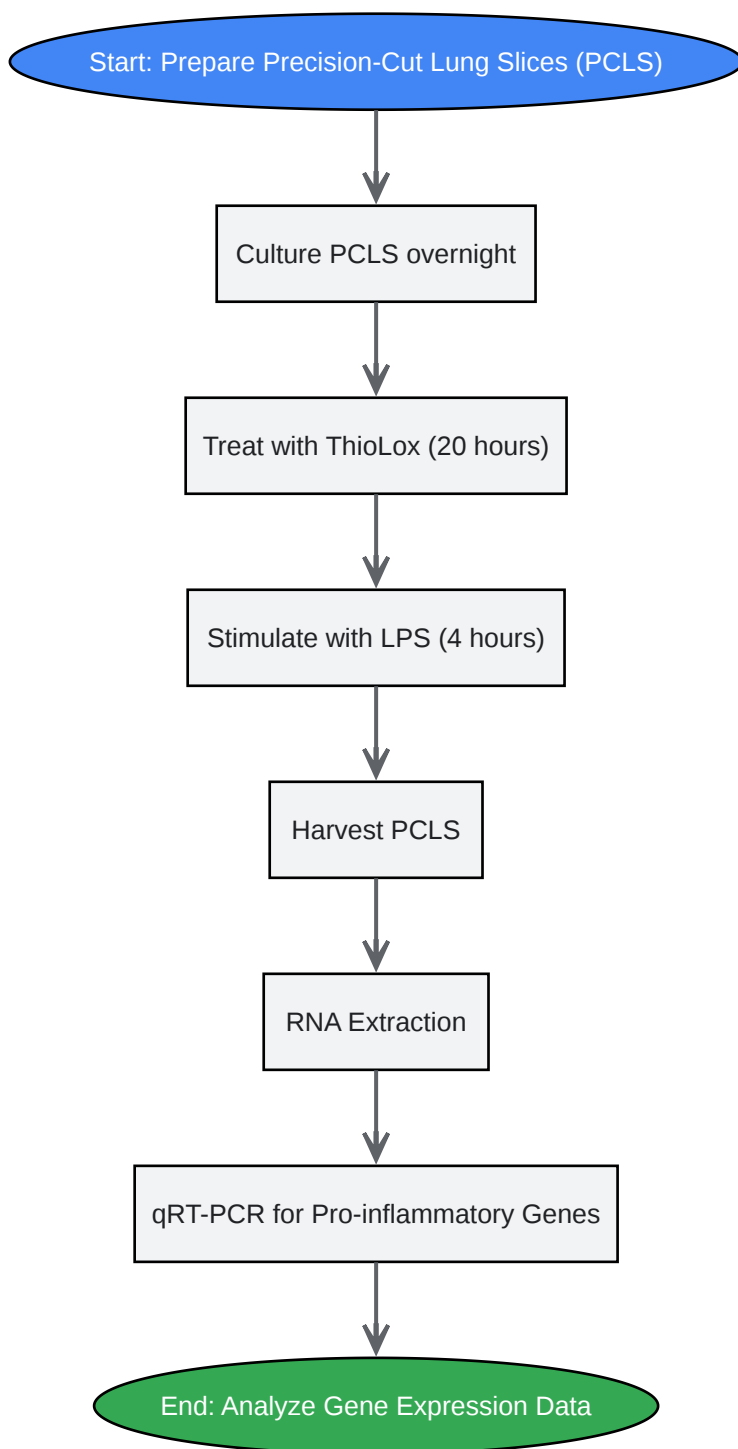 Start: Prepare Precision-Cut Lung Slices (PCLS)
Culture PCLS overnight
Treat with ThioLox (20 hours)
Stimulate with LPS (4 hours)
Harvest PCLS
RNA Extraction
qRT-PCR for Pro-inflammatory Genes
End: Analyze Gene Expression Data